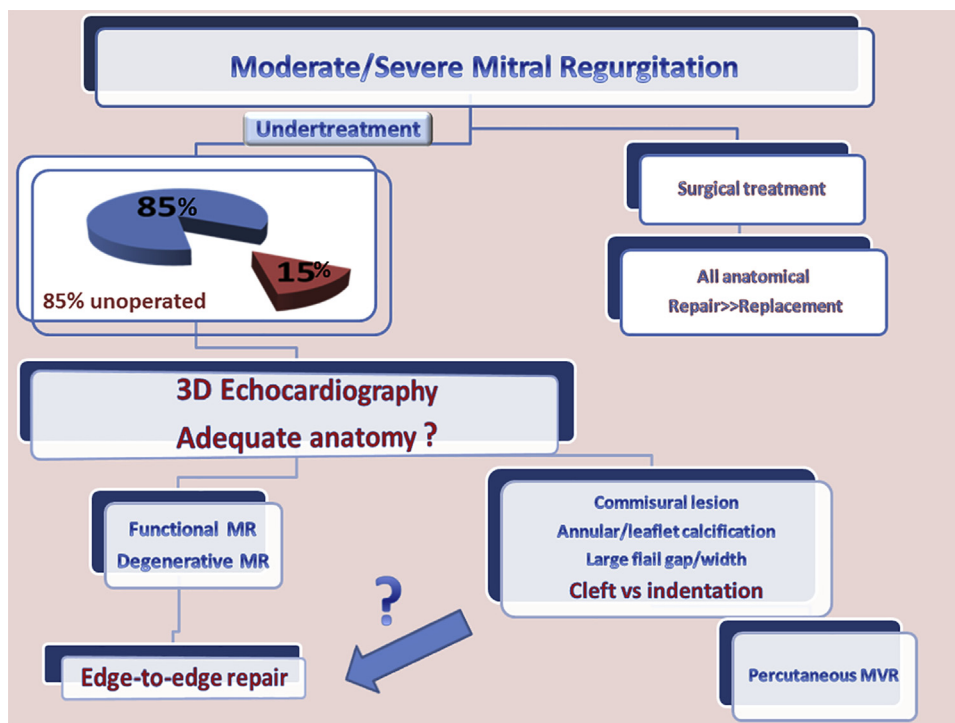 Moderate/Severe Mitral Regurgitation
Undertreatment
85%
15%
85% unoperated
Surgical treatment
All anatomical
Repair>>Replacement
3D Echocardiography
Adequate anatomy ?
Functional MR
Degenerative MR
Commisural lesion
Annular/leaflet calcification
Large flail gap/width
Cleft vs indentation
?
Edge-to-edge repair
Percutaneous MVR